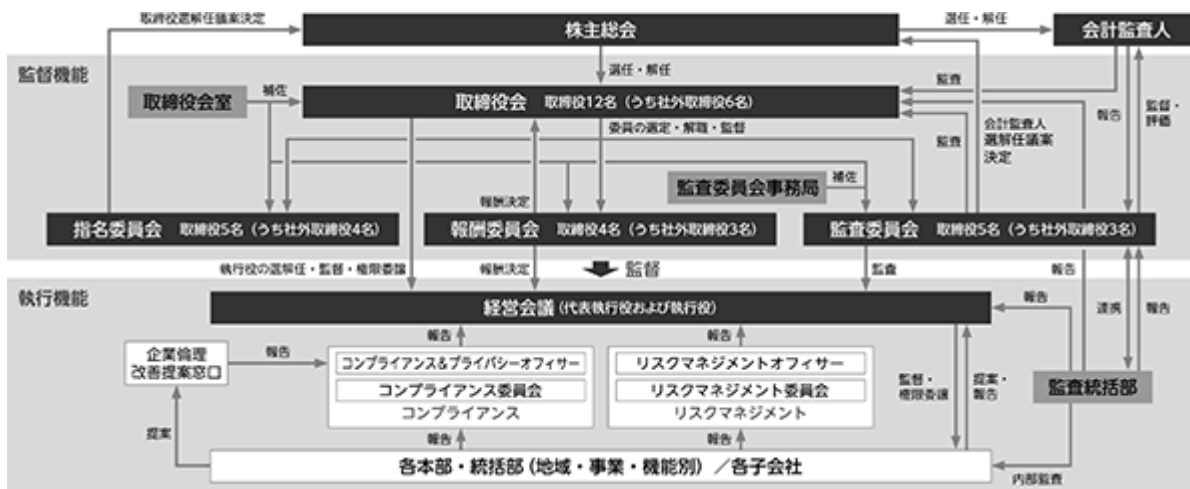 取締役選解任議案決定
株主総会
選任・解任
会計監査人
監督機能
選任・解任
監査
取締役会室
補佐
取締役会 取締役12名（うち社外取締役6名）
報告
監督・
評価
委員の選定・解職・監督
監査
会計監査人
選解任議案
決定
監査委員会事務局
補佐
報酬決定
指名委員会 取締役5名（うち社外取締役4名）
報酬委員会 取締役4名（うち社外取締役3名）
監査委員会 取締役5名（うち社外取締役3名）
執行役の選解任・監督・権限委譲
報酬決定
監督
監査
報告
執行機能
経営会議（代表執行役および執行役）
報告
連携
報告
企業倫理
改善提案窓口
報告
報告
コンプライアンス&プライバシーオフィサー
コンプライアンス委員会
コンプライアンス
報告
リスクマネジメントオフィサー
リスクマネジメント委員会
リスクマネジメント
監督・
権限委譲
提案・
報告
監査統括部
提案
報告
報告
各本部・統括部（地域・事業・機能別）／各子会社
内部監査